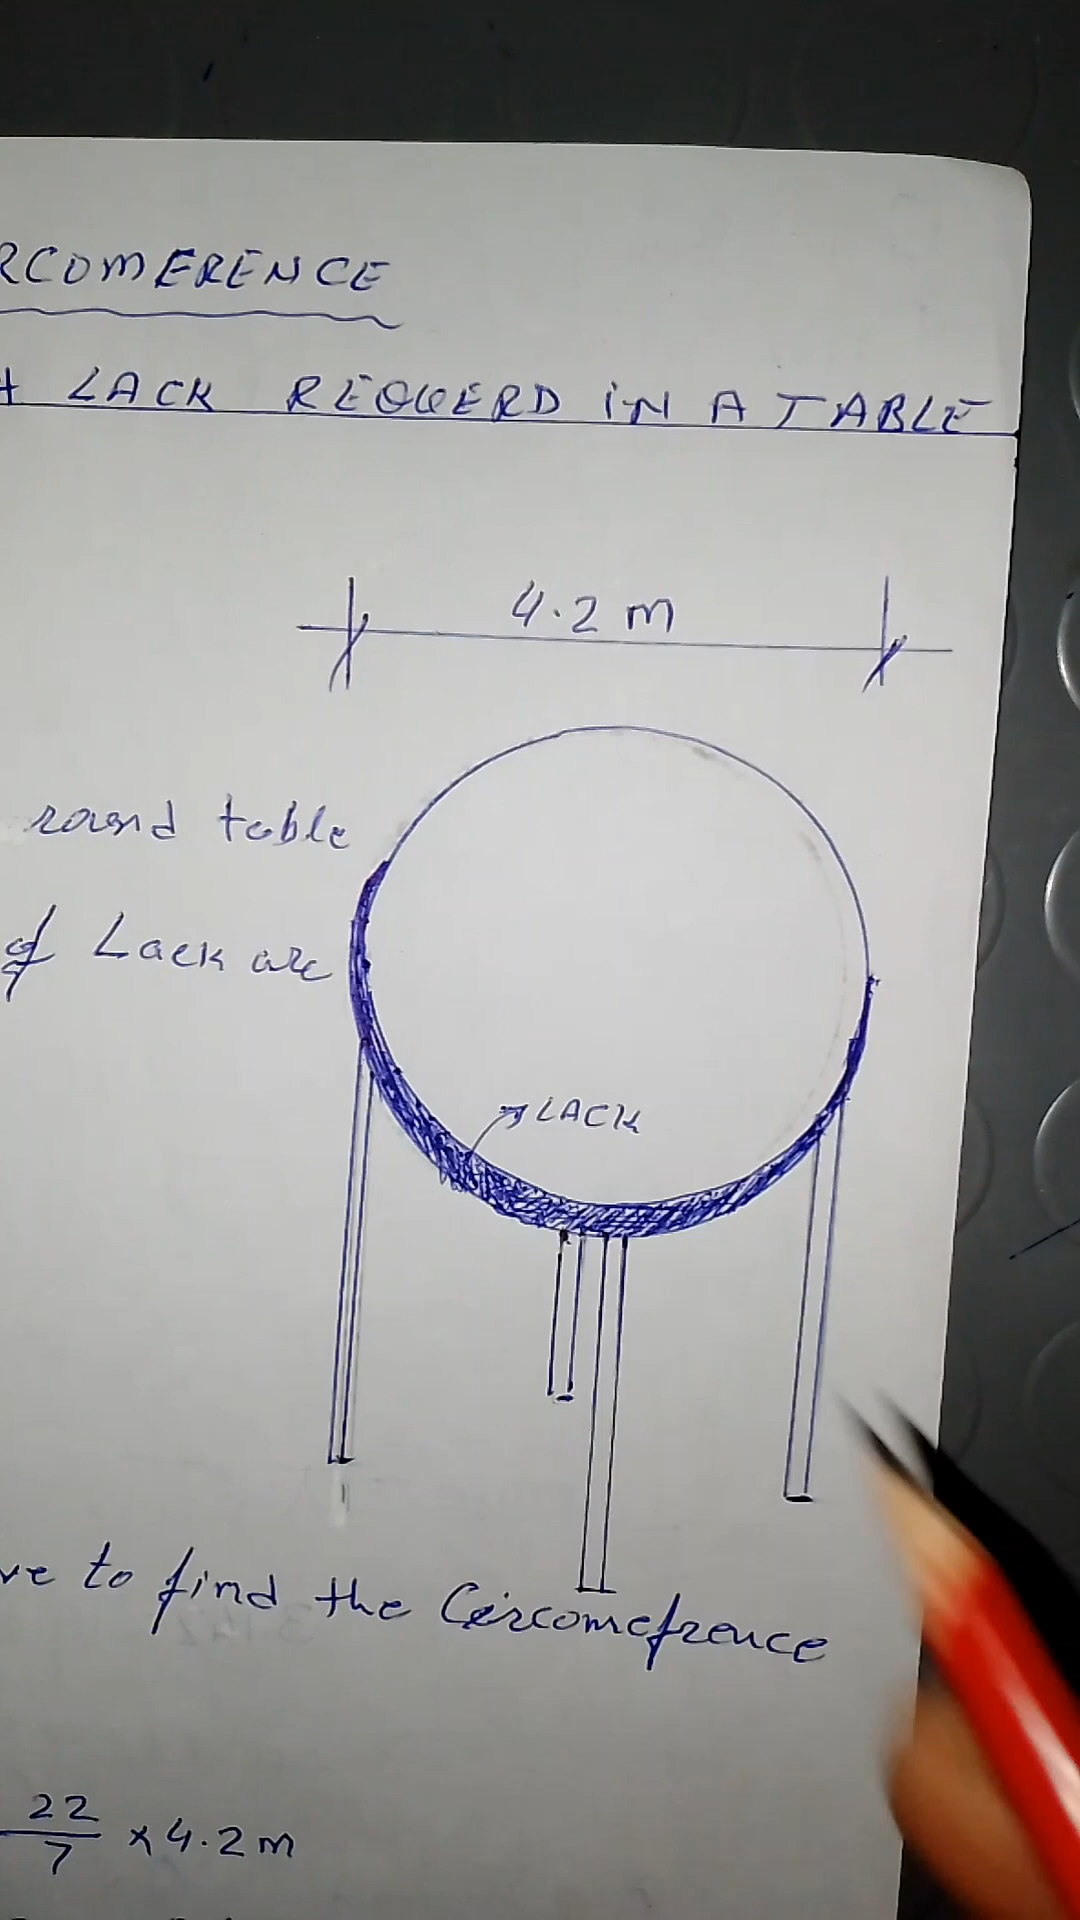 RCOMERENCE
LACK REQUERD IN A TABLE
4.2 m
round table
of Lack are
LACK
ve to find the Circomefrence
22
7
x 4.2 m